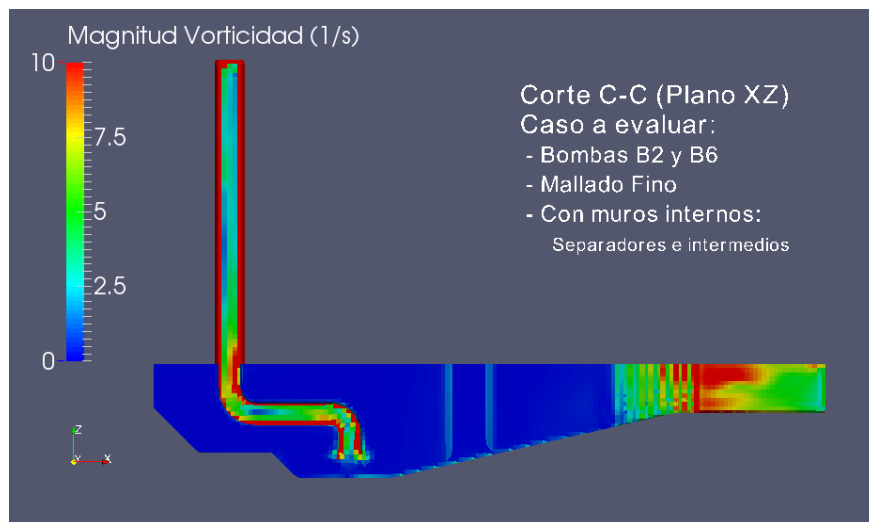 Magnitud Vorticidad (1/s)
10
7.5
5
2.5
0
Corte C-C (Plano XZ)
Caso a evaluar:
- Bombas B2 y B6
- Mallado Fino
- Con muros internos:
Separadores e intermedios
Z
Y
X